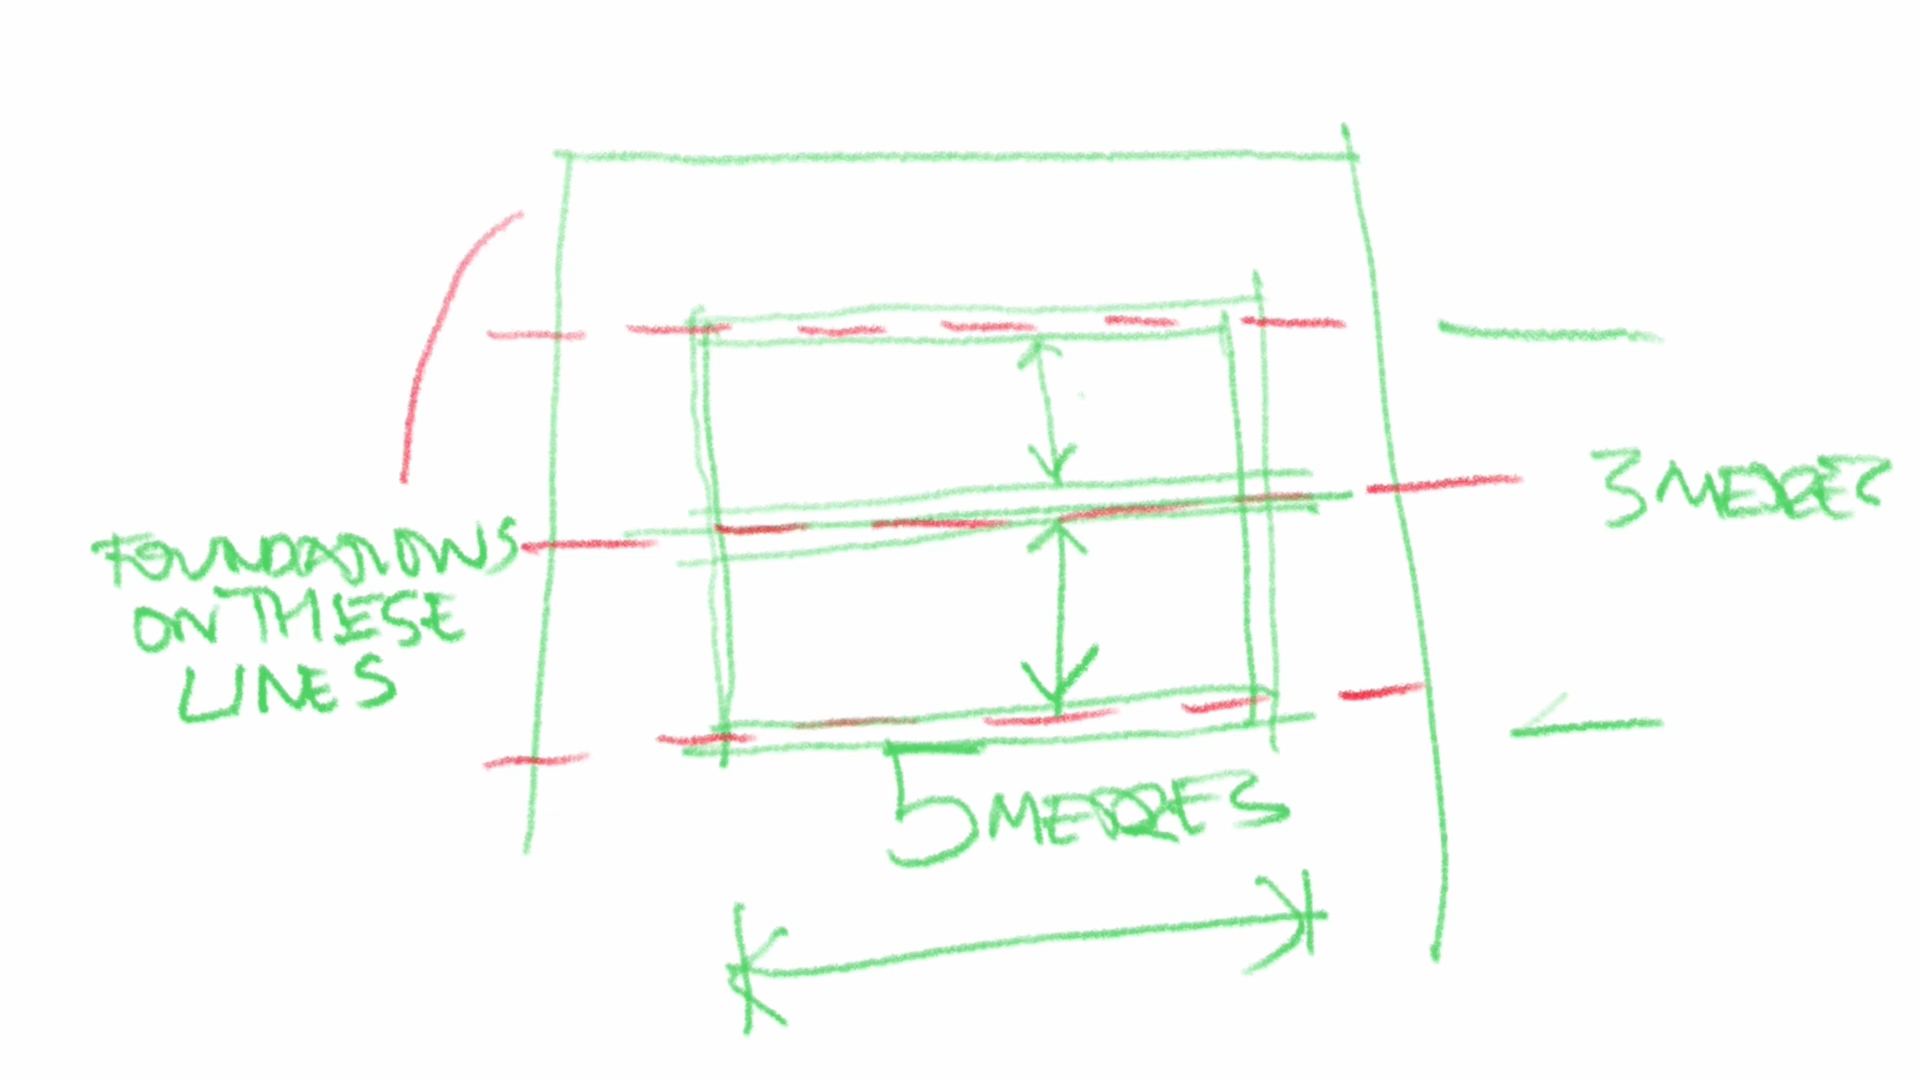 FOUNDATIONS
ON THESE
LINES
3 METRES
5 METRES